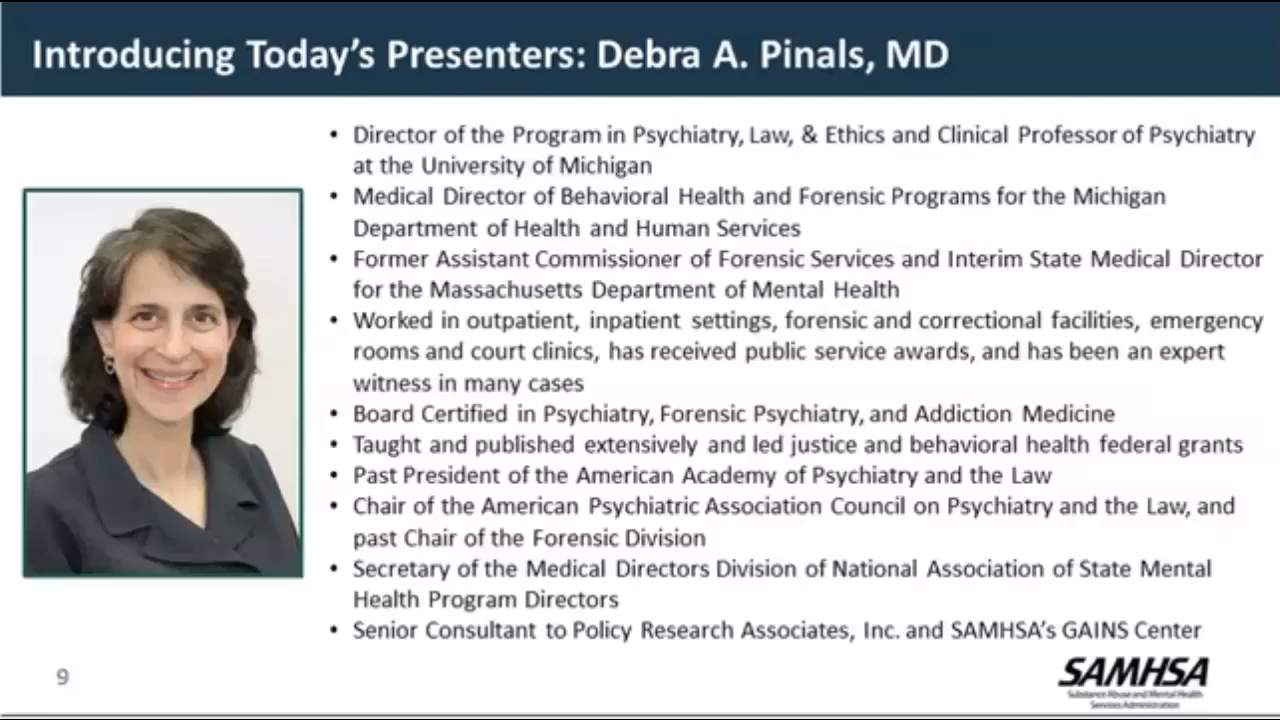 Introducing Today's Presenters: Debra A. Pinals, MD
• Director of the Program in Psychiatry, Law, & Ethics and Clinical Professor of Psychiatry
at the University of Michigan
• Medical Director of Behavioral Health and Forensic Programs for the Michigan
Department of Health and Human Services
• Former Assistant Commissioner of Forensic Services and Interim State Medical Director
for the Massachusetts Department of Mental Health
• Worked in outpatient, inpatient settings, forensic and correctional facilities, emergency
rooms and court clinics, has received public service awards, and has been an expert
witness in many cases
• Board Certified in Psychiatry, Forensic Psychiatry, and Addiction Medicine
• Taught and published extensively and led justice and behavioral health federal grants
• Past President of the American Academy of Psychiatry and the Law
• Chair of the American Psychiatric Association Council on Psychiatry and the Law, and
past Chair of the Forensic Division
• Secretary of the Medical Directors Division of National Association of State Mental
Health Program Directors
• Senior Consultant to Policy Research Associates, Inc. and SAMHSA's GAINS Center
9
SAMHSA
Substance Abuse and Mental Health
Services Administration